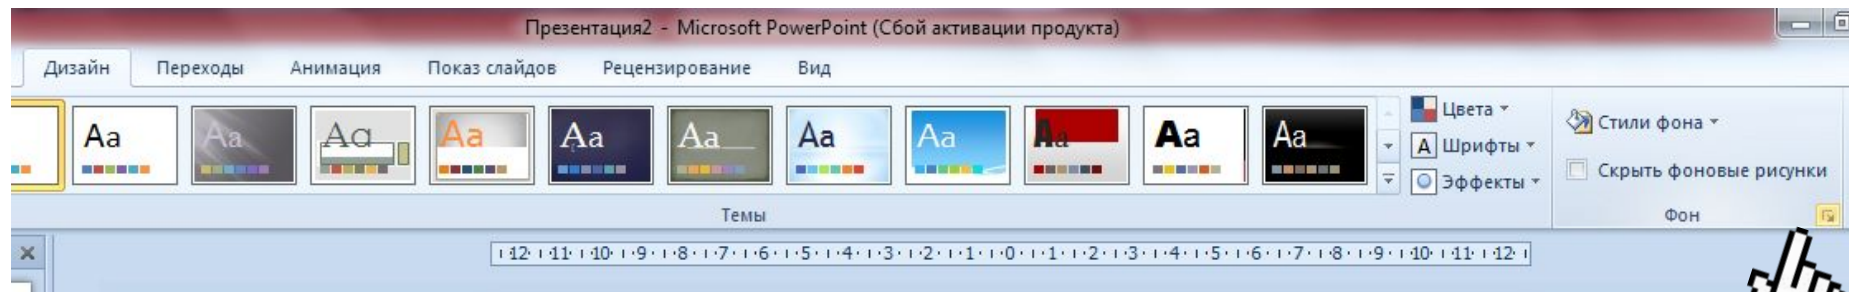 Презентация2 - Microsoft PowerPoint (Сбой активации продукта)
Дизайн Переходы Анимация Показ слайдов Рецензирование Вид
Aa Aa Aa Aa Aa Aa Aa Aa Aa Aa Aa
Цвета
Шрифты
Эффекты
Стили фона
Скрыть фоновые рисунки
Темы
Фон
12 11 10 9 8 7 6 5 4 3 2 1 0 1 2 3 4 5 6 7 8 9 10 11 12